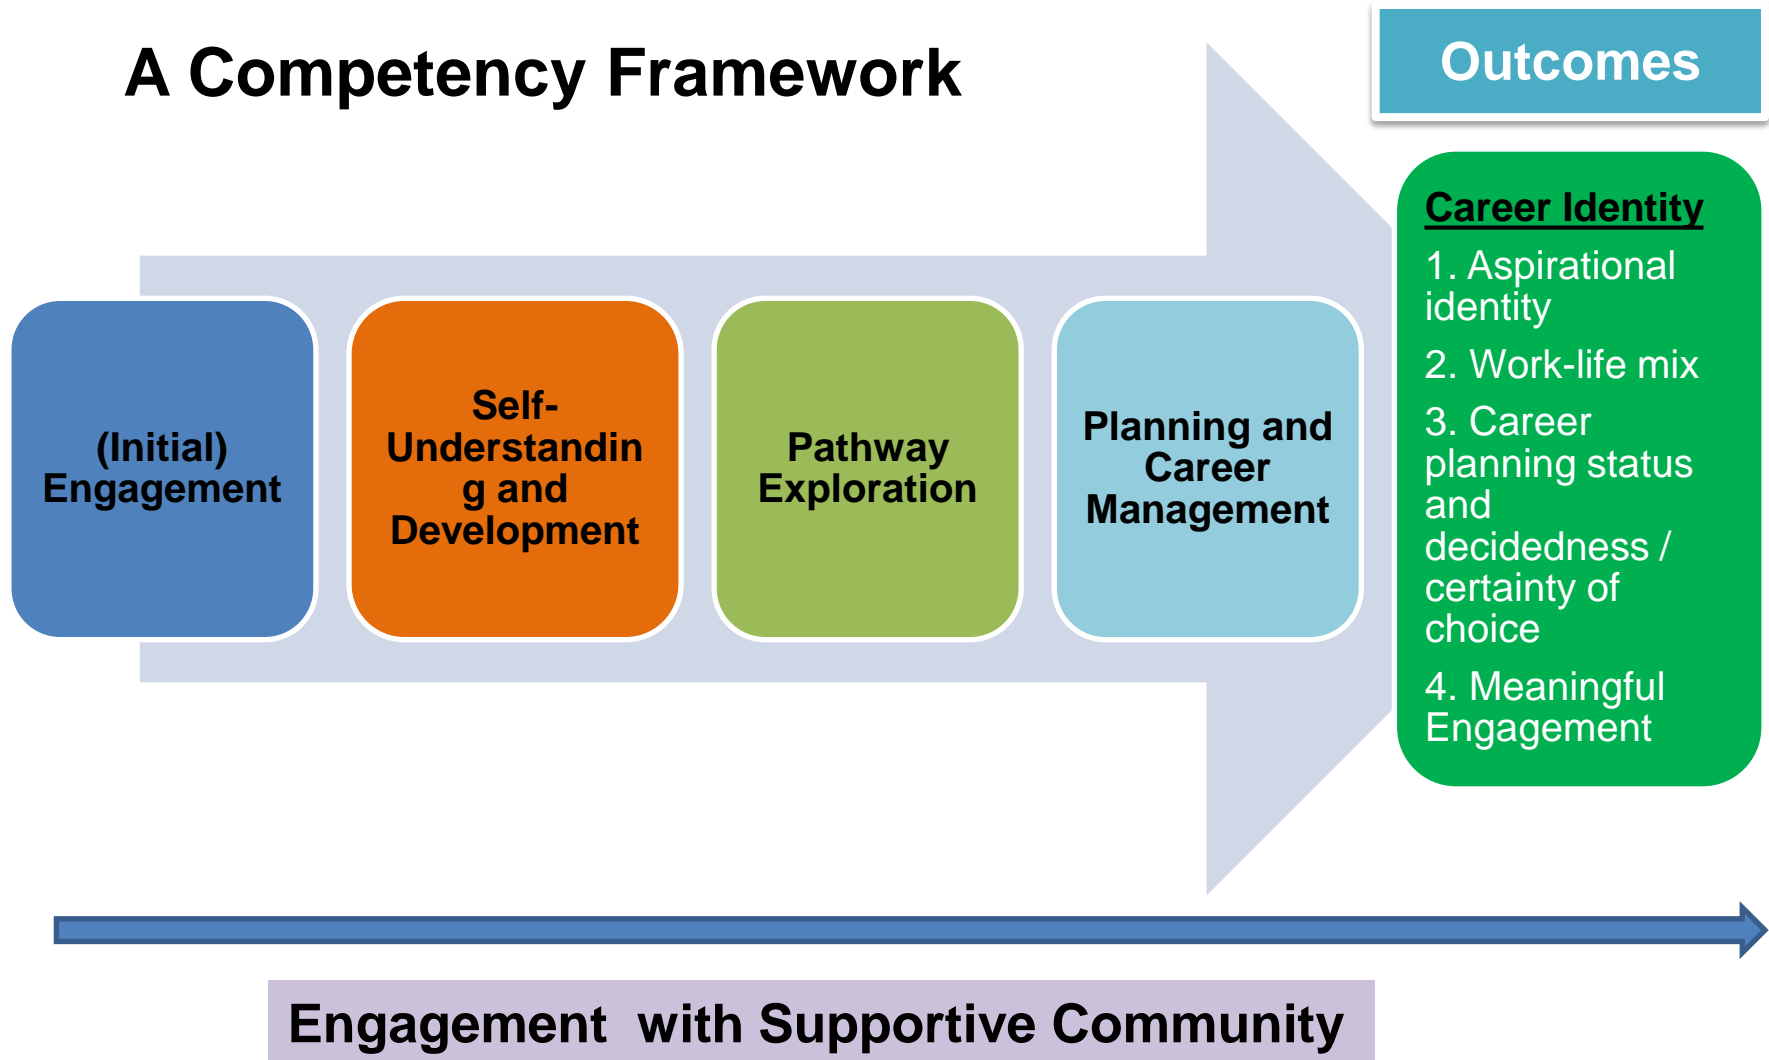 A Competency Framework
Outcomes
(Initial)
Engagement
Self-
Understandin
g and
Development
Pathway
Exploration
Planning and
Career
Management
Career Identity
1. Aspirational
identity
2. Work-life mix
3. Career
planning status
and
decidedness /
certainty of
choice
4. Meaningful
Engagement
Engagement  with Supportive Community